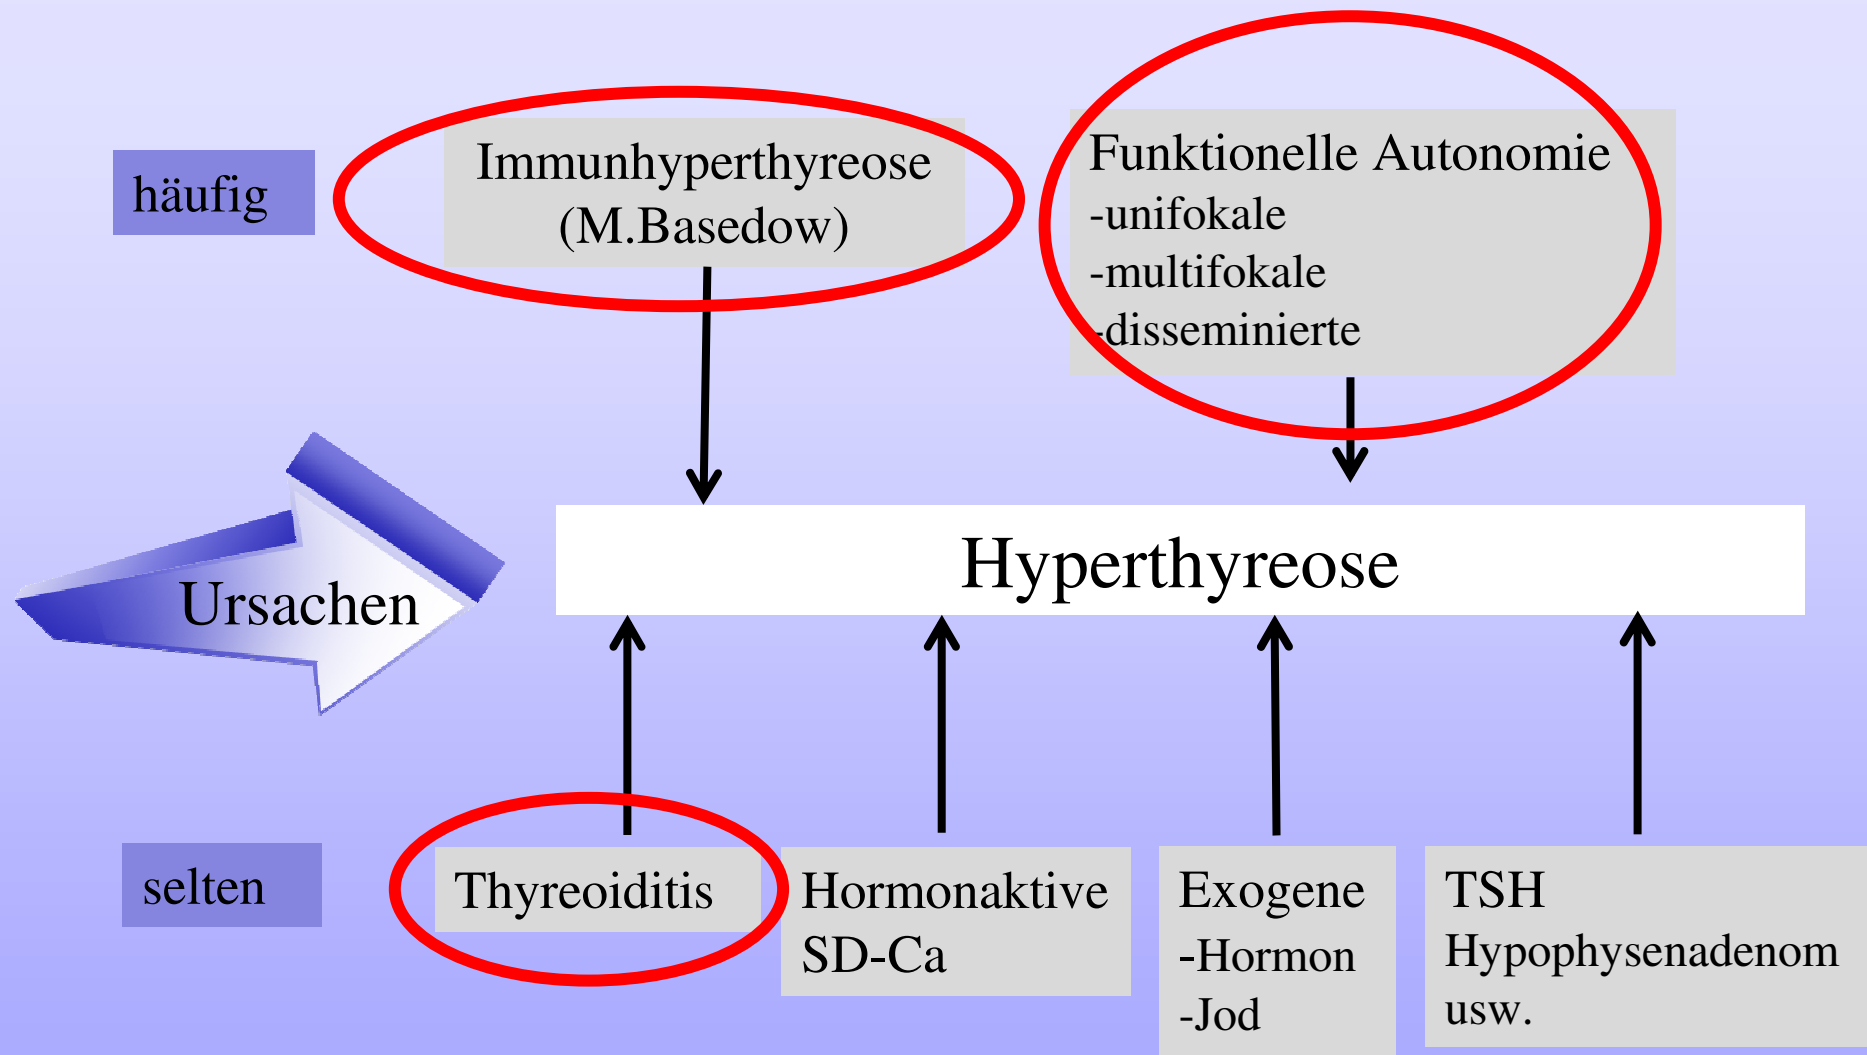 häufig
Immunhyperthyreose
(M.Basedow)
Funktionelle Autonomie
-unifokale
-multifokale
-disseminierte
Ursachen
Hyperthyreose
selten
Thyreoiditis
Hormonaktive
SD-Ca
Exogene
-Hormon
-Jod
TSH
Hypophysenadenom
usw.